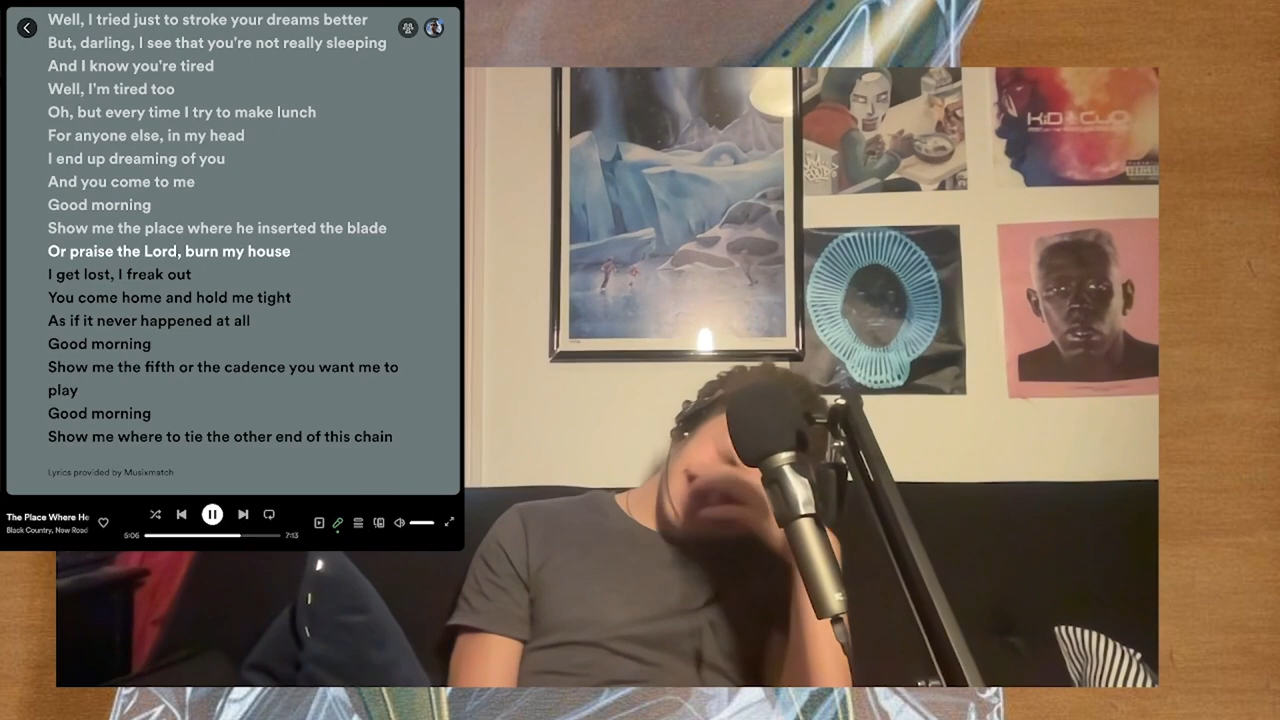 Well, I tried just to stroke your dreams better
But, darling, I see that you're not really sleeping
And I know you're tired
Well, I'm tired too
Oh, but every time I try to make lunch
For anyone else, in my head
I end up dreaming of you
And you come to me
Good morning
Show me the place where he inserted the blade
Or praise the Lord, burn my house
I get lost, I freak out
You come home and hold me tight
As if it never happened at all
Good morning
Show me the fifth or the cadence you want me to
play
Good morning
Show me where to tie the other end of this chain
Lyrics provided by Musixmatch
The Place Where He
Black Country, New Road
5:06
7:13
KiD CUDI